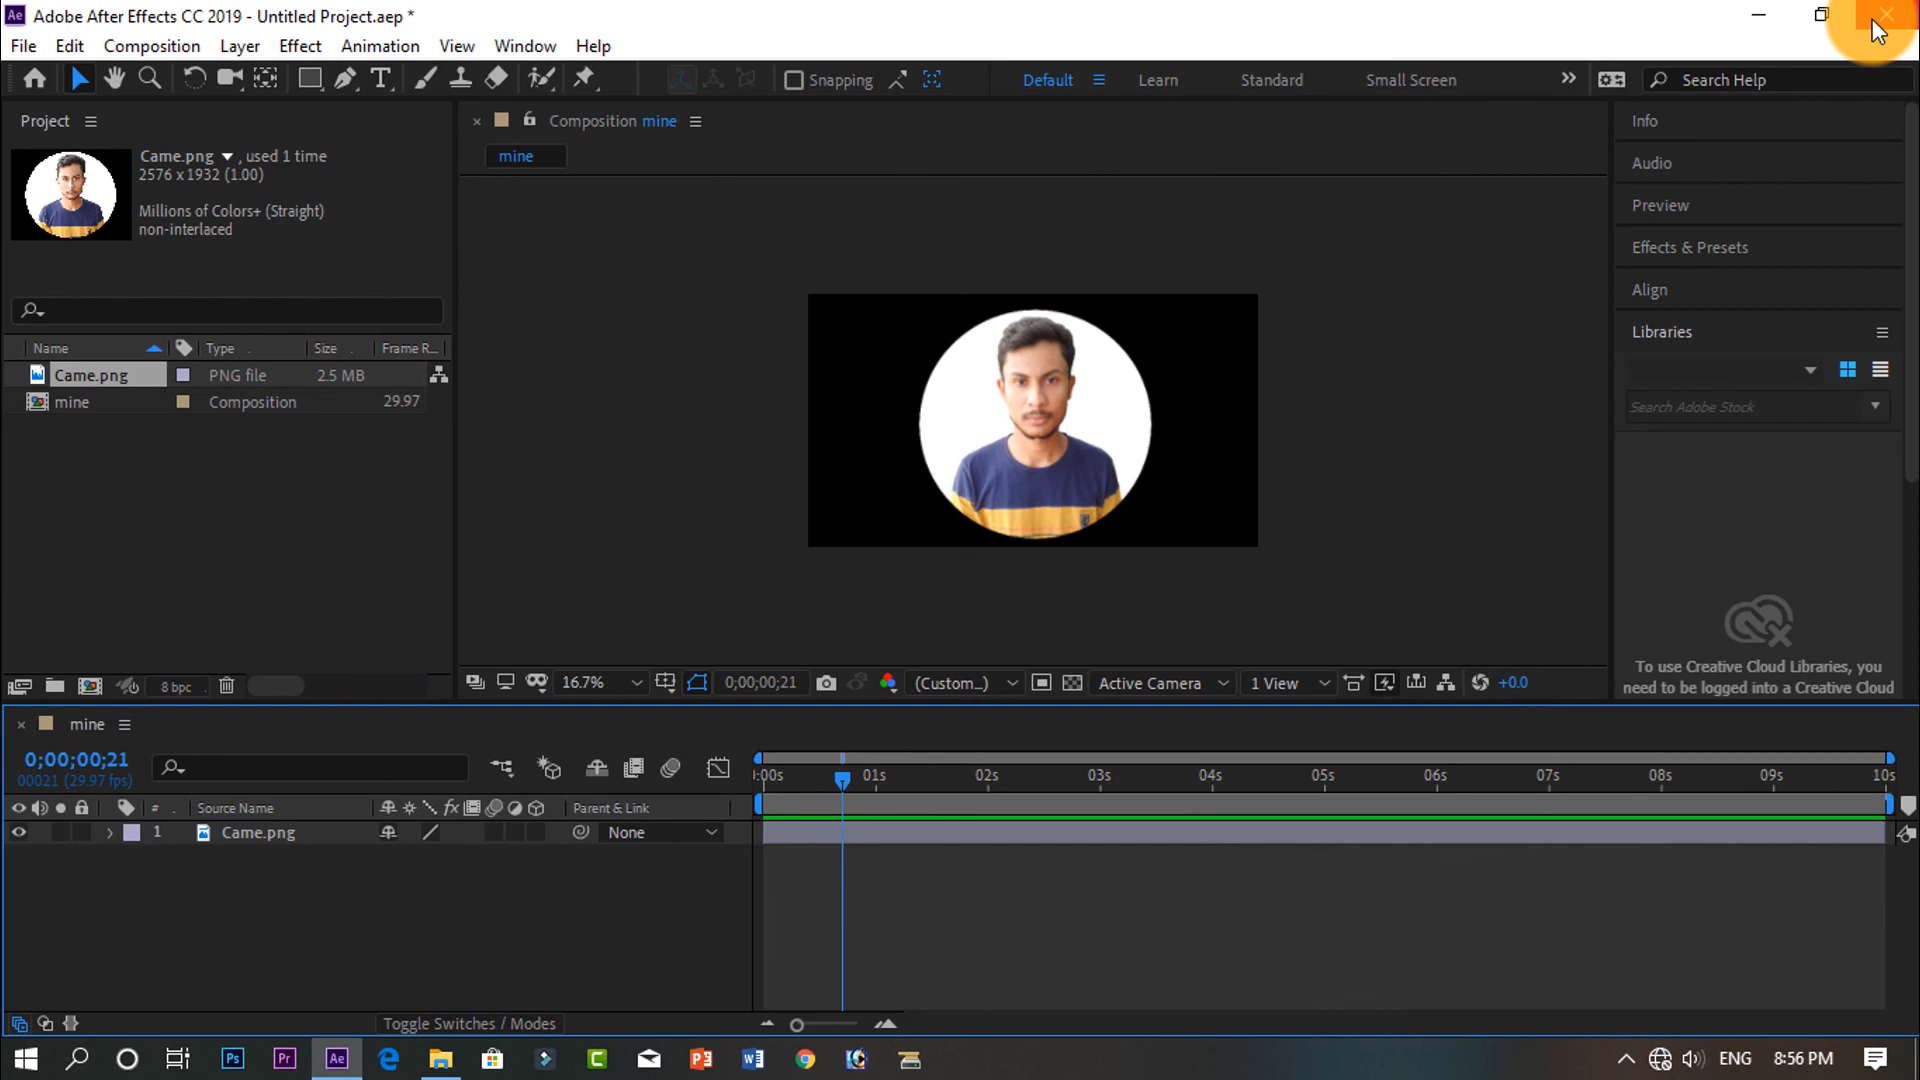 Ae Adobe After Effects CC 2019 - Untitled Project.aep *
File Edit Composition Layer Effect Animation View Window Help
T Snapping Default Learn Standard Small Screen Search Help
Project
Came.png , used 1 time
2576 x 1932 (1.00)
Millions of Colors+ (Straight)
non-interlaced
Name Type Size Frame R...
Came.png PNG file 2.5 MB
mine Composition 29.97
8 bpc
Composition mine
mine
16.7% 0;00;00;21 (Custom...) Active Camera 1 View +0.0
Info
Audio
Preview
Effects & Presets
Align
Libraries
Search Adobe Stock
To use Creative Cloud Libraries, you
need to be logged into a Creative Cloud
mine
0;00;00;21
00021 (29.97 fps)
:00s 01s 02s 03s 04s 05s 06s 07s 08s 09s 10s
# Source Name fx Parent & Link
1 Came.png None
Toggle Switches / Modes
Ps Pr Ae ENG 8:56 PM